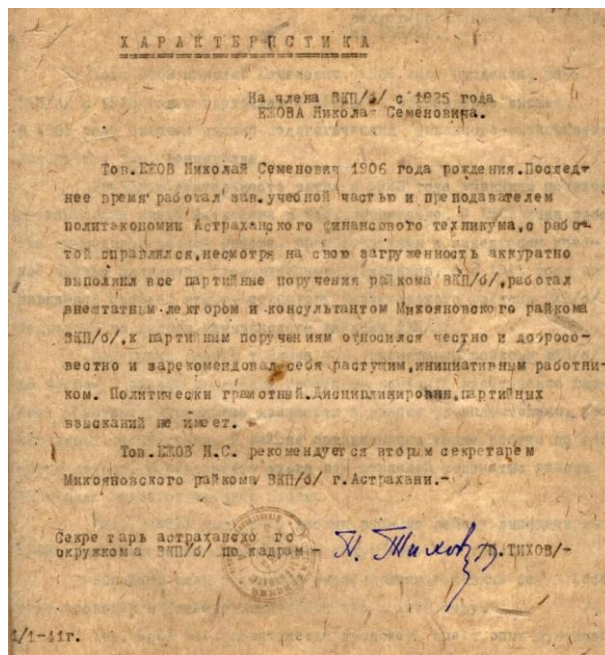 ХАРАКТЕРИСТИКА
На члена ВКП/б/ с 1925 года
ЕЖОВА Николая Семеновича.
Тов.ЕЖОВ Николай Семенович 1906 года рождения.Послед-
нее время работал зав.учебной частью и преподавателем
политэкономии Астраханского финансового техникума,с рабо-
той справлялся,несмотря на свою загруженность аккуратно
выполнял все партийные поручения райкома ВКП/б/,работал
внештатным лектором и консультантом Микояновского райкома
ВКП/б/,к партийным поручениям относился честно и добросо-
вестно и зарекомендовал себя растущим,инициативным работни-
ком. Политически грамотный.Дисциплинирован,партийных
взысканий не имеет.
Тов.ЕЖОВ Н.С. рекомендуется вторым секретарем
Микояновского райкома ВКП/б/ г.Астрахани.-
Секретарь астраханского
окружкома ВКП/б/ по кадрам- Н. Тихов /Н.ТИХОВ/-
/1-41г.